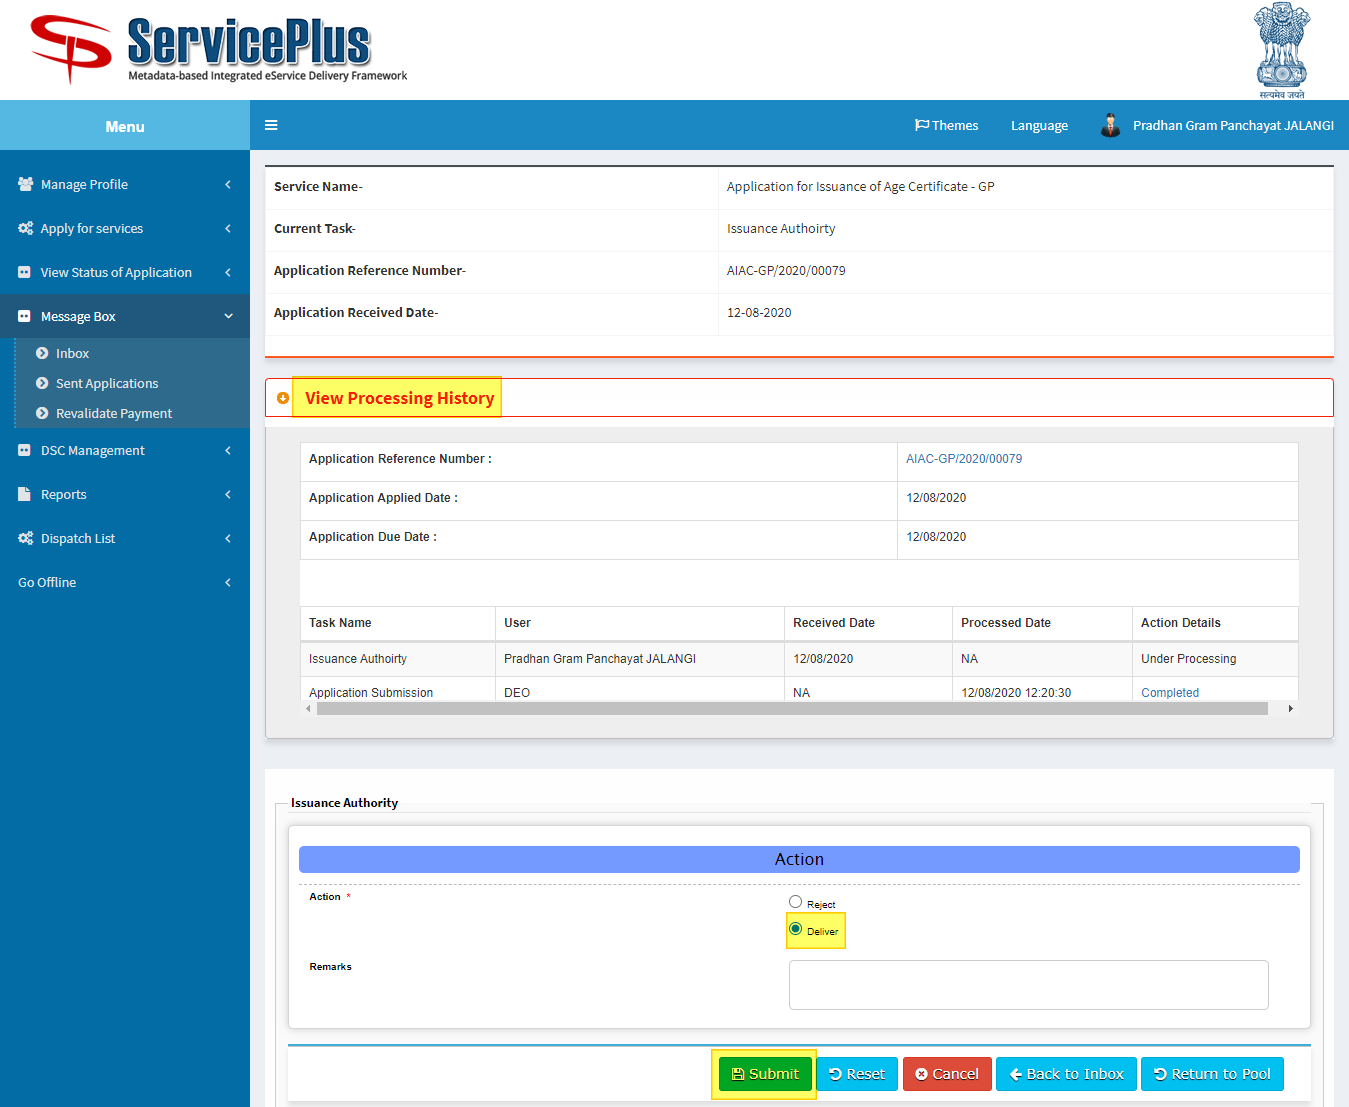 ServicePlus
Metadata-based Integrated eService Delivery Framework
सत्यमेव जयते
Menu
Themes
Language
Pradhan Gram Panchayat JALANGI
Manage Profile
Apply for services
View Status of Application
Message Box
Inbox
Sent Applications
Revalidate Payment
DSC Management
Reports
Dispatch List
Go Offline
Service Name- Application for Issuance of Age Certificate - GP
Current Task- Issuance Authoirty
Application Reference Number- AIAC-GP/2020/00079
Application Received Date- 12-08-2020
View Processing History
Application Reference Number : AIAC-GP/2020/00079
Application Applied Date : 12/08/2020
Application Due Date : 12/08/2020
Task Name User Received Date Processed Date Action Details
Issuance Authoirty Pradhan Gram Panchayat JALANGI 12/08/2020 NA Under Processing
Application Submission DEO NA 12/08/2020 12:20:30 Completed
Issuance Authority
Action
Action * Reject
Deliver
Remarks
Submit Reset Cancel Back to Inbox Return to Pool